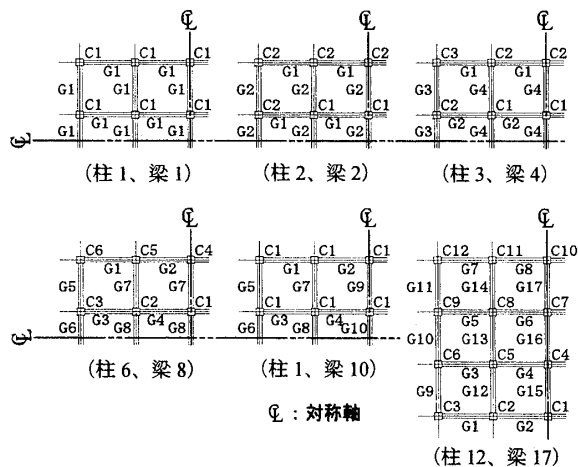 ℄ ℄ ℄
C1 C1 C1 C2 C2 C2 C3 C2 C2
G1 G1 G1 G1 G1 G1
G1 G1 G1 G2 G2 G2 G3 G4 G4
C1 C1 C1 C2 C1 C1 C2 C1 C1
G1 G1 G1 G1 G2 G2
G1 G1 G1 G2 G2 G2 G3 G4 G4
℄
(柱 1、梁 1) (柱 2、梁 2) (柱 3、梁 4)
℄ ℄ ℄
C6 C5 C4 C1 C1 C1 C12 C11 C10
G1 G2 G1 G2 G7 G8
G5 G7 G7 G5 G7 G9 G11 G14 G17
C3 C2 C1 C1 C1 C1 C9 C8 C7
G3 G4 G3 G4 G5 G6
G6 G8 G8 G6 G8 G10 G10 G13 G16
℄
(柱 6、梁 8) (柱 1、梁 10)
C6 C5 C4
G3 G4
G9 G12 G15
℄ : 対称軸
C3 C2 C1
G1 G2
(柱 12、梁 17)